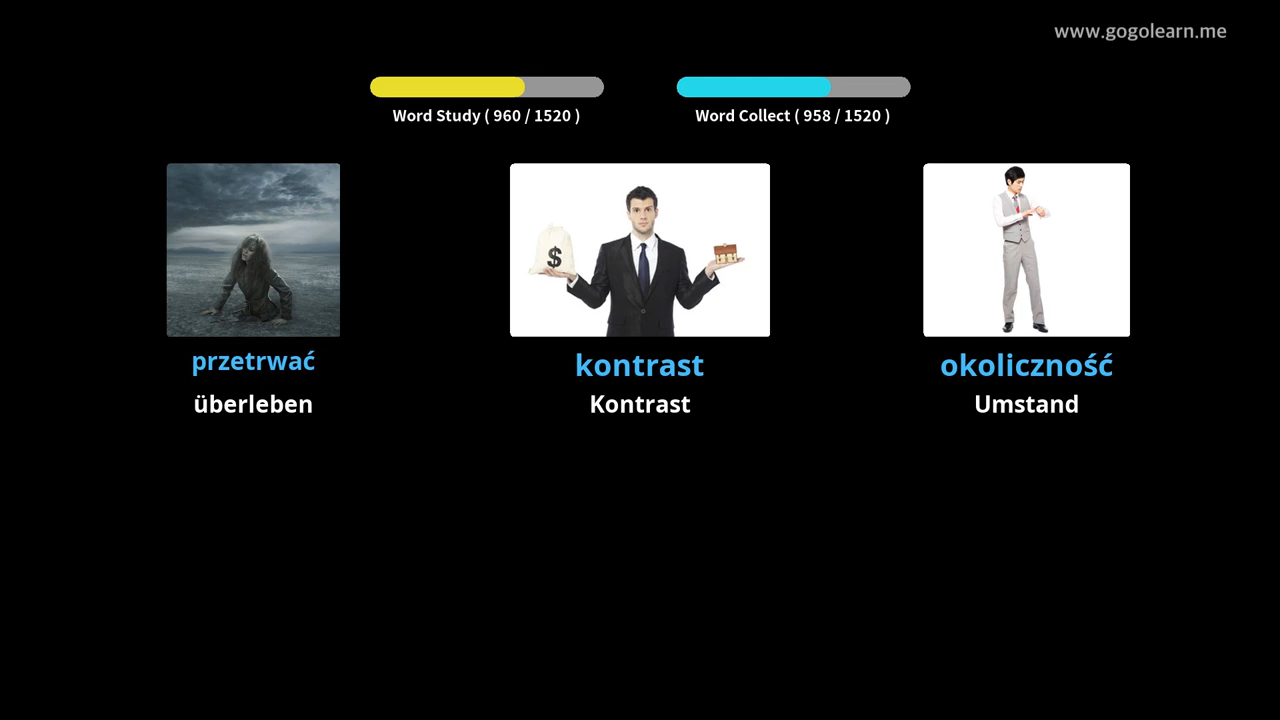 www.gogolearn.me
Word Study ( 960 / 1520 )
Word Collect ( 958 / 1520 )
$
przetrwać
kontrast
okoliczność
überleben
Kontrast
Umstand